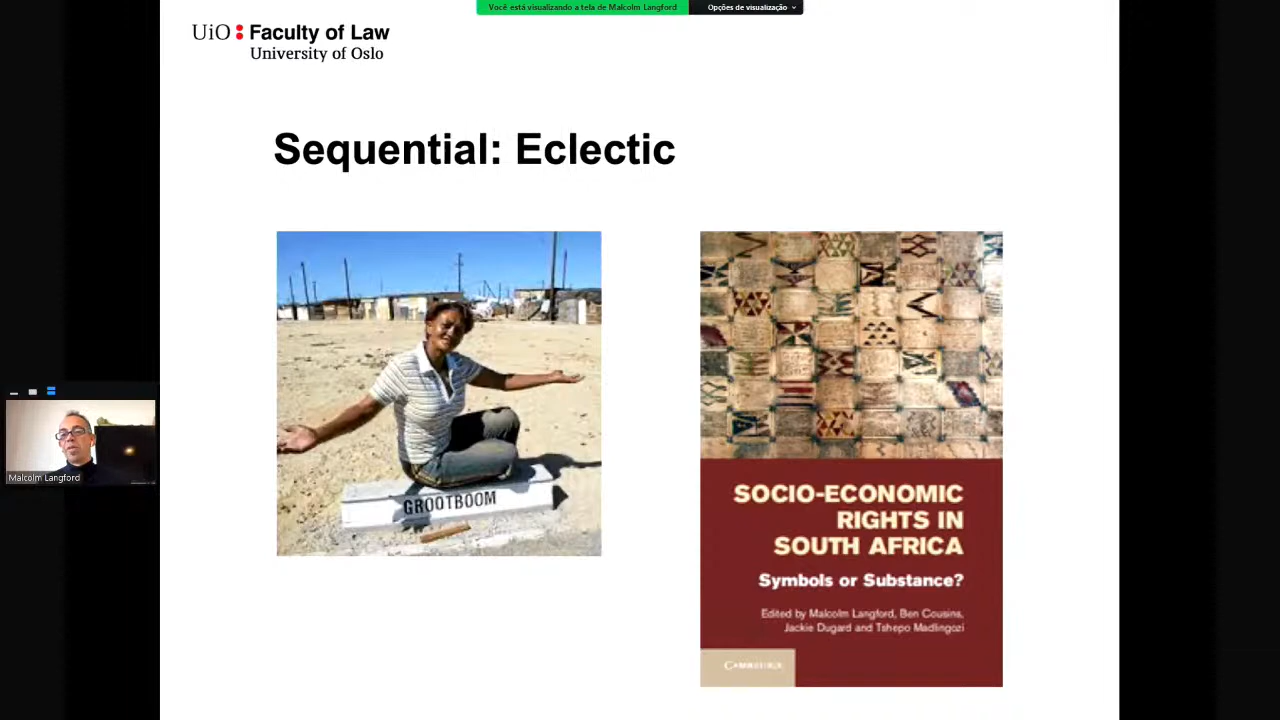 Você está visualizando a tela de Malcolm Langford
Opções de visualização
UiO : Faculty of Law
University of Oslo
Sequential: Eclectic
GROOTBOOM
SOCIO-ECONOMIC
RIGHTS IN
SOUTH AFRICA
Symbols or Substance?
Edited by Malcolm Langford, Ben Cousins,
Jackie Dugard and Tshepo Madlingozi
CAMBRIDGE
Malcolm Langford